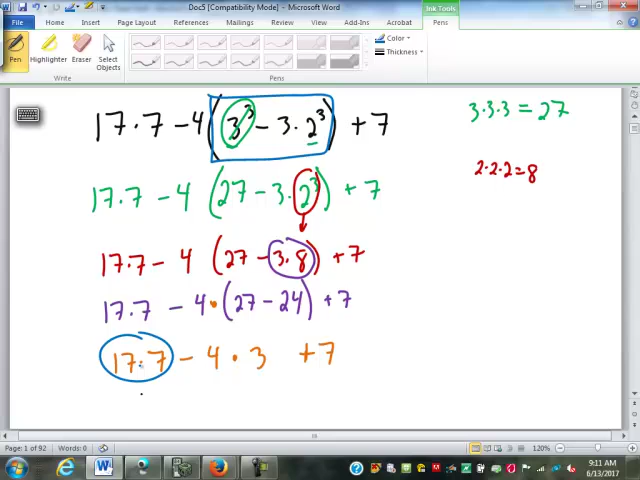 Doc5 [Compatibility Mode] - Microsoft Word
Ink Tools
File Home Insert Page Layout References Mailings Review View Add-Ins Acrobat Pens
Pen Highlighter Eraser Select Objects
Color
Thickness
Write Pens
17·7 − 4(3³ − 3·2³) + 7
3·3·3 = 27
2·2·2=8
17·7 − 4 (27 − 3·2³) + 7
17·7 − 4 (27 − 3·8) + 7
17·7 − 4·(27 − 24) + 7
17·7 − 4 · 3 + 7
Page: 1 of 92 Words: 0 120%
9:11 AM
6/13/2017